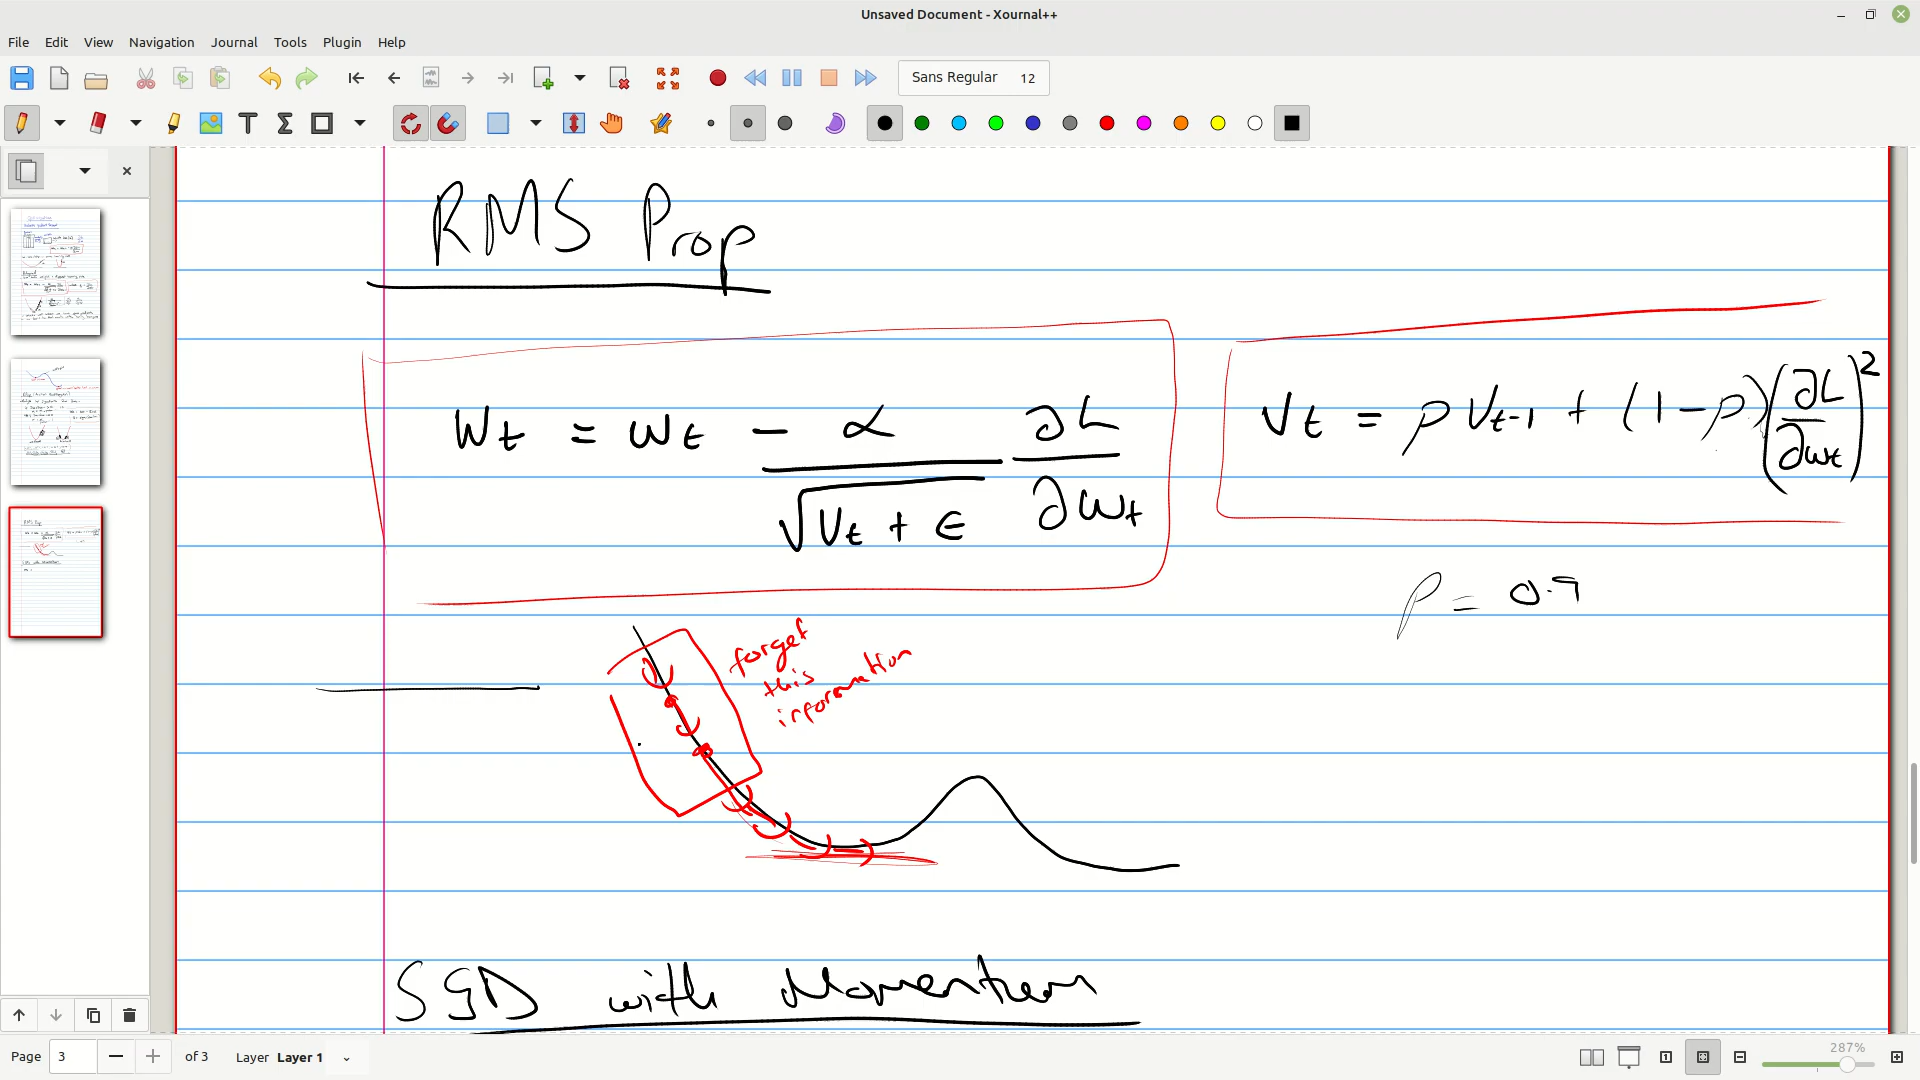 Unsaved Document - Xournal++
File Edit View Navigation Journal Tools Plugin Help
Sans Regular 12
RMS Prop
Wt = Wt - α / √(Vt + ϵ) ∂L / ∂Wt
Vt = ρ Vt-1 + (1 - ρ) (∂L / ∂Wt)²
ρ = 0.9
forget
this
information
SGD with Momentum
Page 3 of 3 Layer Layer 1
287%